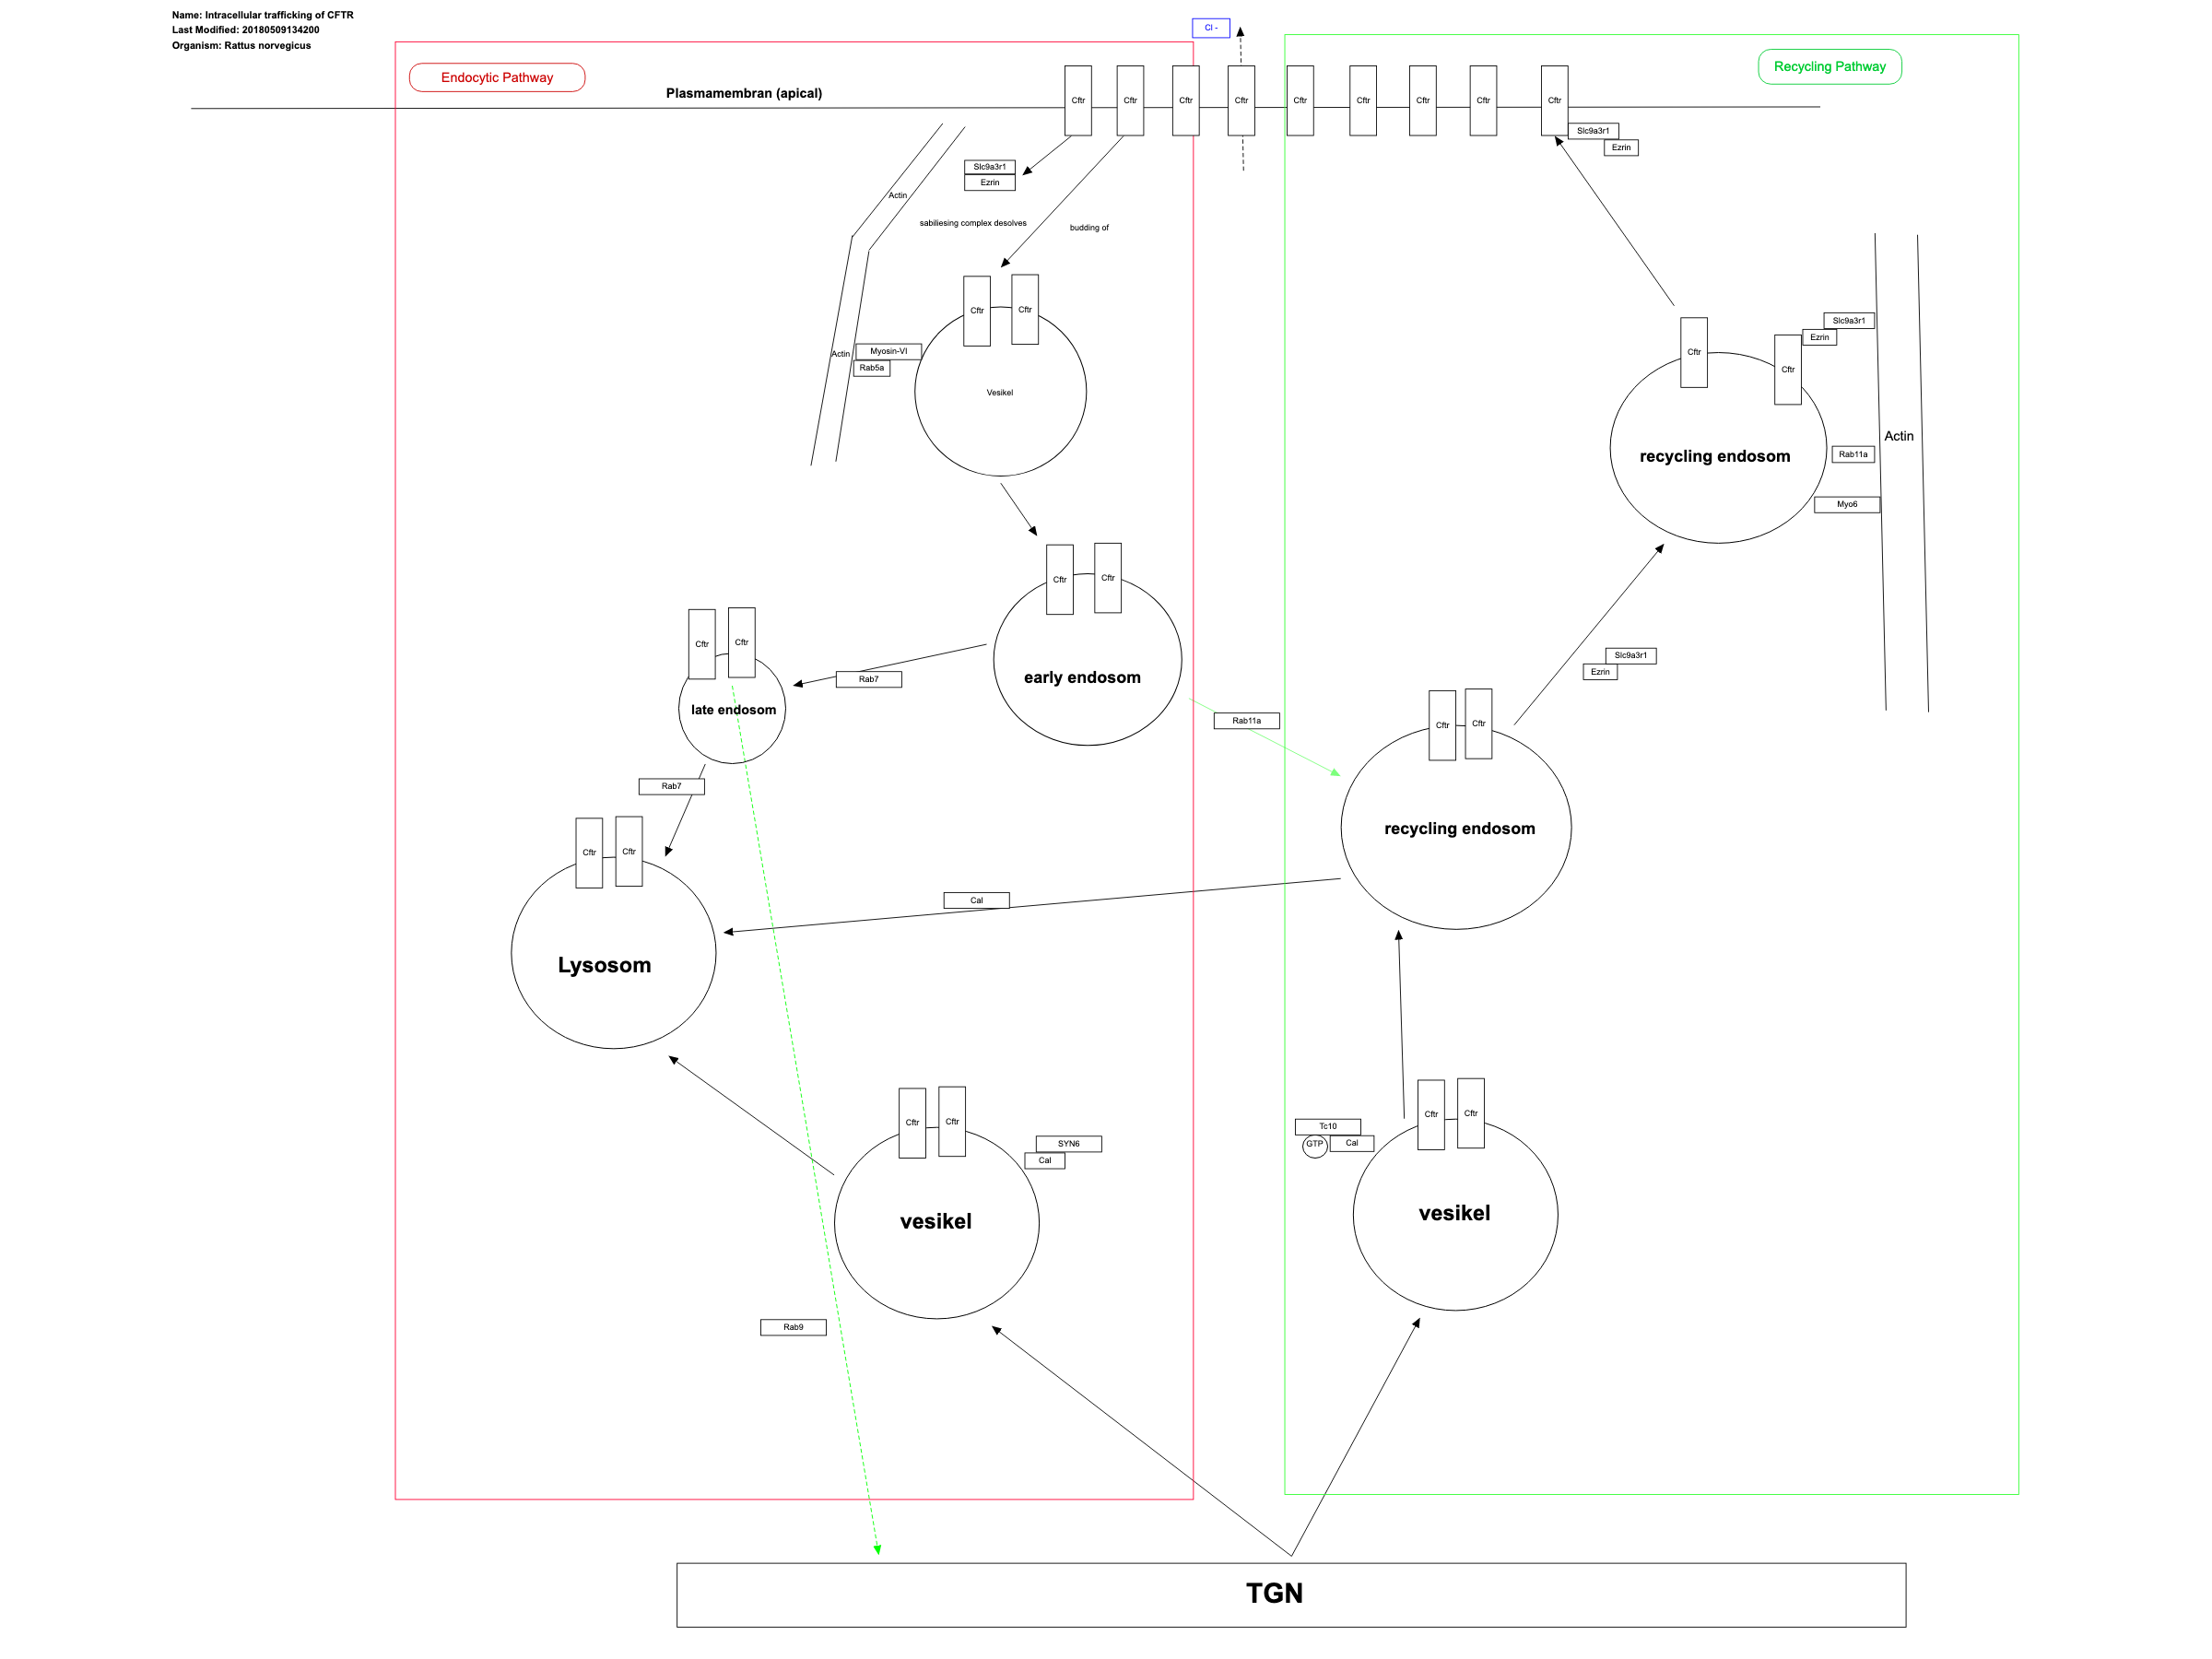 Name: Intracellular trafficking of CFTR
Last Modified: 20180509134200
Organism: Rattus norvegicus
Cl -
Endocytic Pathway
Recycling Pathway
Plasmamembran (apical)
Cftr
Cftr
Cftr
Cftr
Cftr
Cftr
Cftr
Cftr
Cftr
Slc9a3r1
Ezrin
Slc9a3r1
Ezrin
Actin
sabiliesing complex desolves
budding of
Cftr
Cftr
Actin
Myosin-VI
Rab5a
Vesikel
Slc9a3r1
Ezrin
Cftr
Cftr
Actin
recycling endosom
Rab11a
Myo6
Cftr
Cftr
early endosom
Cftr
Cftr
late endosom
Rab7
Slc9a3r1
Ezrin
Rab11a
Cftr
Cftr
recycling endosom
Rab7
Cftr
Cftr
Lysosom
Cal
Cftr
Cftr
SYN6
Cal
vesikel
Tc10
GTP
Cal
Cftr
Cftr
vesikel
Rab9
TGN